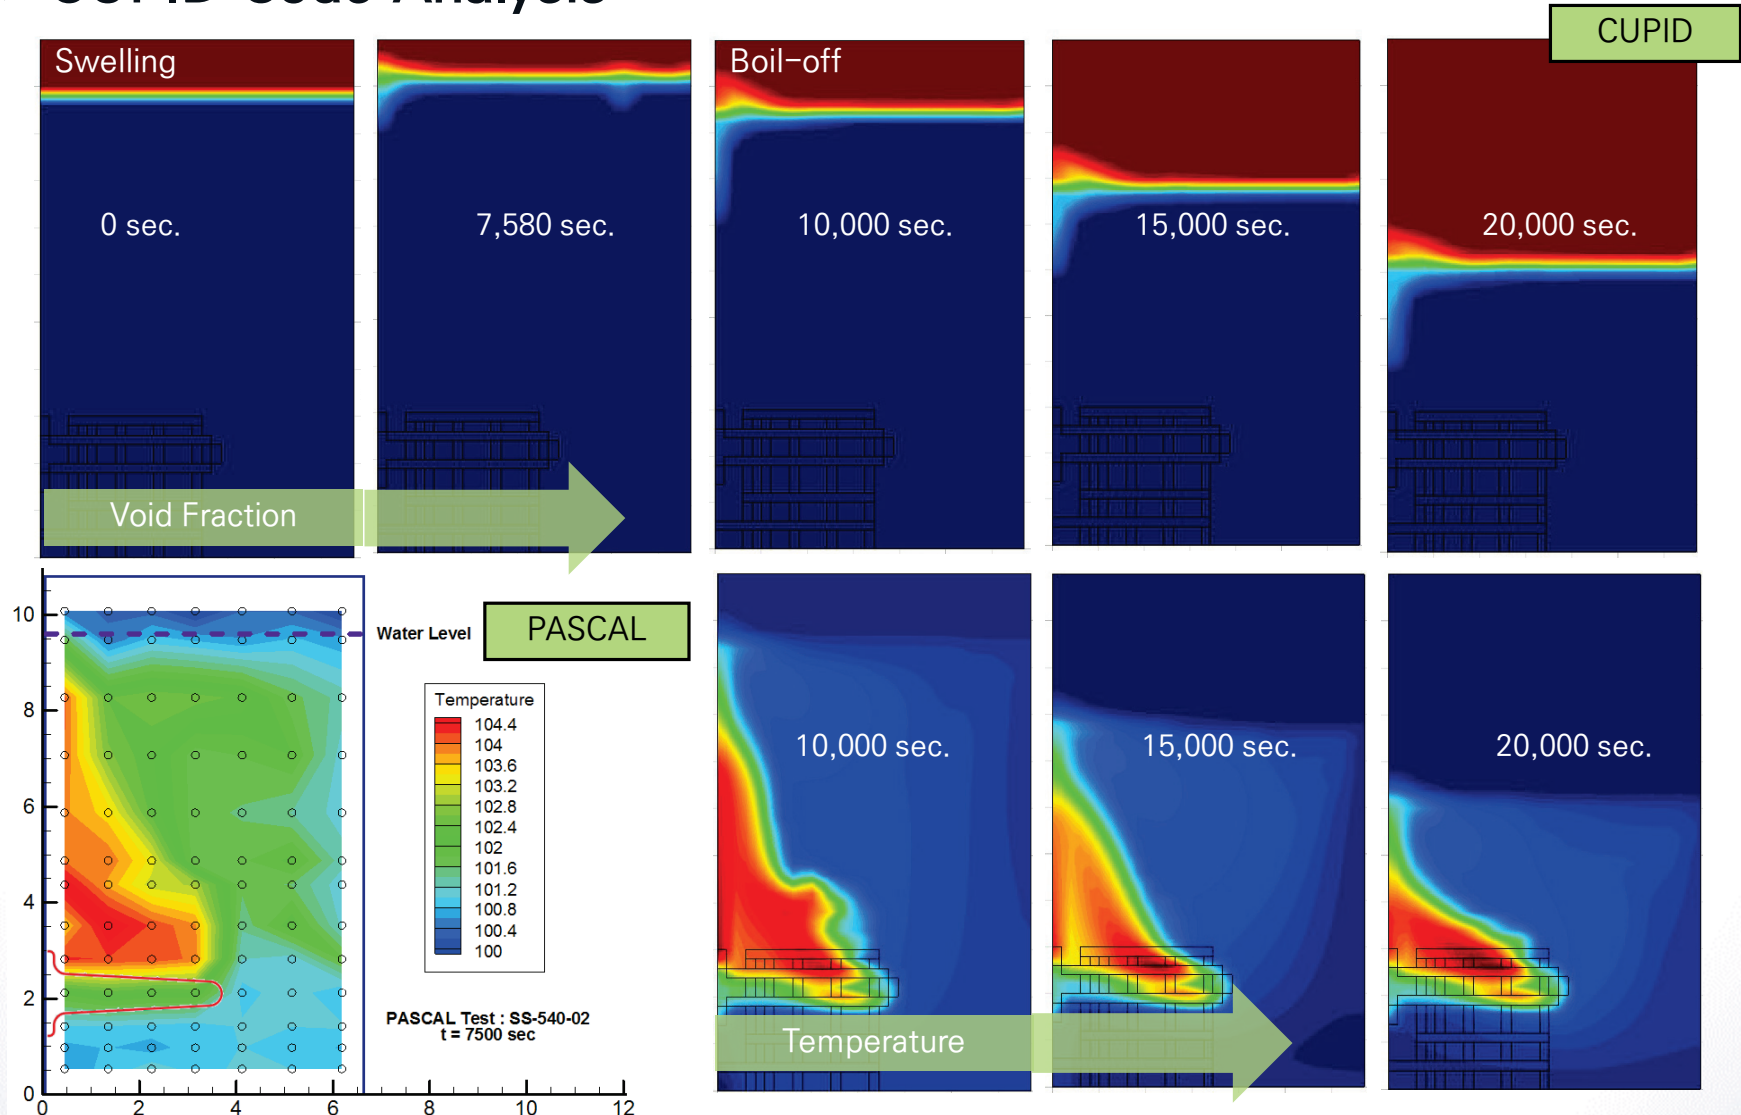 CUPID Code Analysis
CUPID
Swelling
Boil-off
0 sec.
7,580 sec.
10,000 sec.
15,000 sec.
20,000 sec.
Void Fraction
10
8
6
4
2
0
0
2
4
6
8
10
12
Water Level
PASCAL
Temperature
104.4
104
103.6
103.2
102.8
102.4
102
101.6
101.2
100.8
100.4
100
PASCAL Test : SS-540-02
t = 7500 sec
10,000 sec.
15,000 sec.
20,000 sec.
Temperature